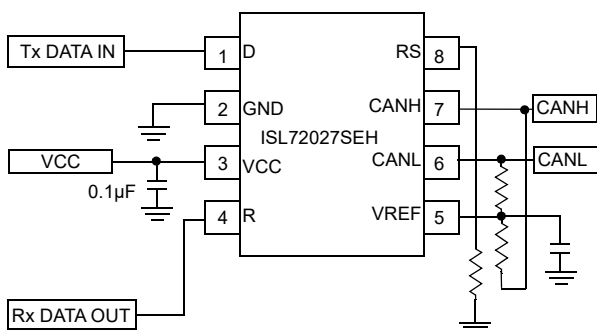 Tx DATA IN
1
D
RS
8
2
GND
CANH
7
CANH
ISL72027SEH
VCC
3
VCC
CANL
6
CANL
0.1µF
4
R
VREF
5
Rx DATA OUT